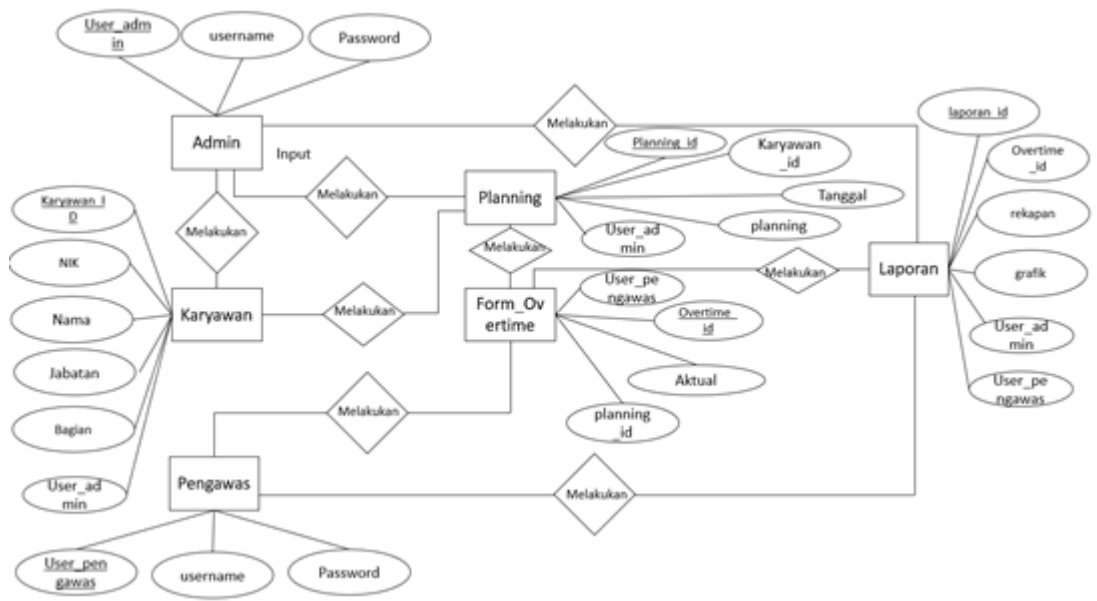 User_adm
in
username
Password
Admin
Input
Melakukan
laporan_id
Planning_id
Karyawan
_id
Overtime
_id
Melakukan
Planning
Tanggal
Karyawan_I
D
Melakukan
User_ad
min
planning
rekapan
NIK
Melakukan
Melakukan
Laporan
grafik
User_pe
ngawas
Nama
Karyawan
Melakukan
Form_Ov
ertime
Overtime_
id
User_ad
min
Jabatan
Aktual
User_pe
ngawas
Bagian
Melakukan
planning
_id
User_ad
min
Pengawas
Melakukan
User_pen
gawas
username
Password